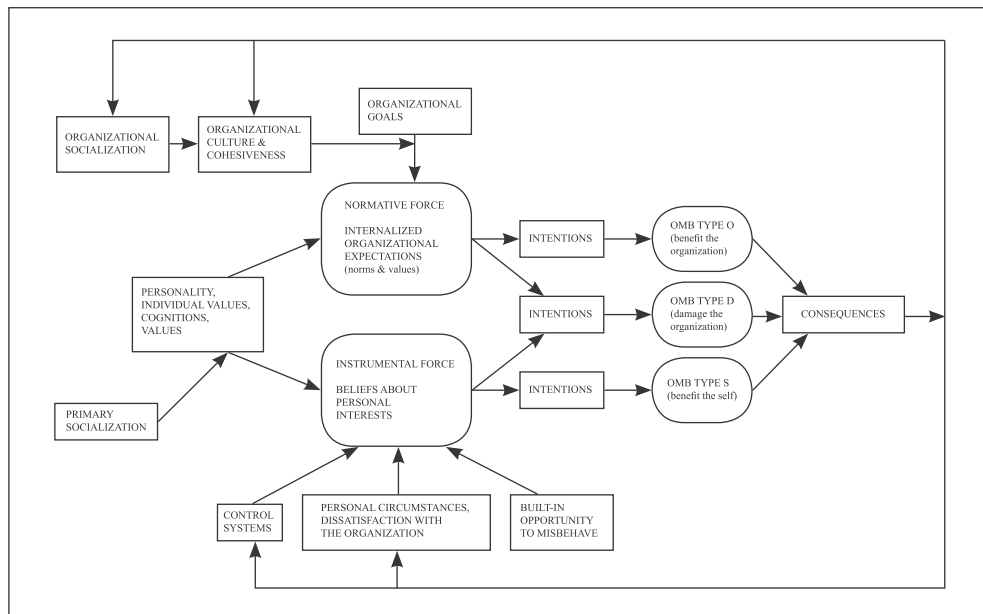 ORGANIZATIONAL
GOALS
ORGANIZATIONAL
SOCIALIZATION
ORGANIZATIONAL
CULTURE &
COHESIVENESS
NORMATIVE FORCE
INTERNALIZED
ORGANIZATIONAL
EXPECTATIONS
(norms & values)
INTENTIONS
OMB TYPE O
(benefit the
organization)
PERSONALITY,
INDIVIDUAL VALUES,
COGNITIONS,
VALUES
INTENTIONS
OMB TYPE D
(damage the
organization)
CONSEQUENCES
INSTRUMENTAL FORCE
BELIEFS ABOUT
PERSONAL
INTERESTS
INTENTIONS
OMB TYPE S
(benefit the self)
PRIMARY
SOCIALIZATION
CONTROL
SYSTEMS
PERSONAL CIRCUMSTANCES,
DISSATISFACTION WITH
THE ORGANIZATION
BUILT-IN
OPPORTUNITY
TO MISBEHAVE